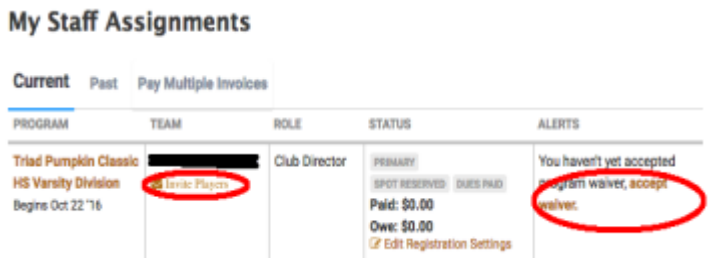 My Staff Assignments
Current Past Pay Multiple Invoices
PROGRAM TEAM ROLE STATUS ALERTS
Triad Pumpkin Classic Club Director PRIMARY You haven't yet accepted
HS Varsity Division Invite Players SPOT RESERVED DUES PAID program waiver, accept
Begins Oct 22 '16 Paid: $0.00 waiver.
Owe: $0.00
Edit Registration Settings